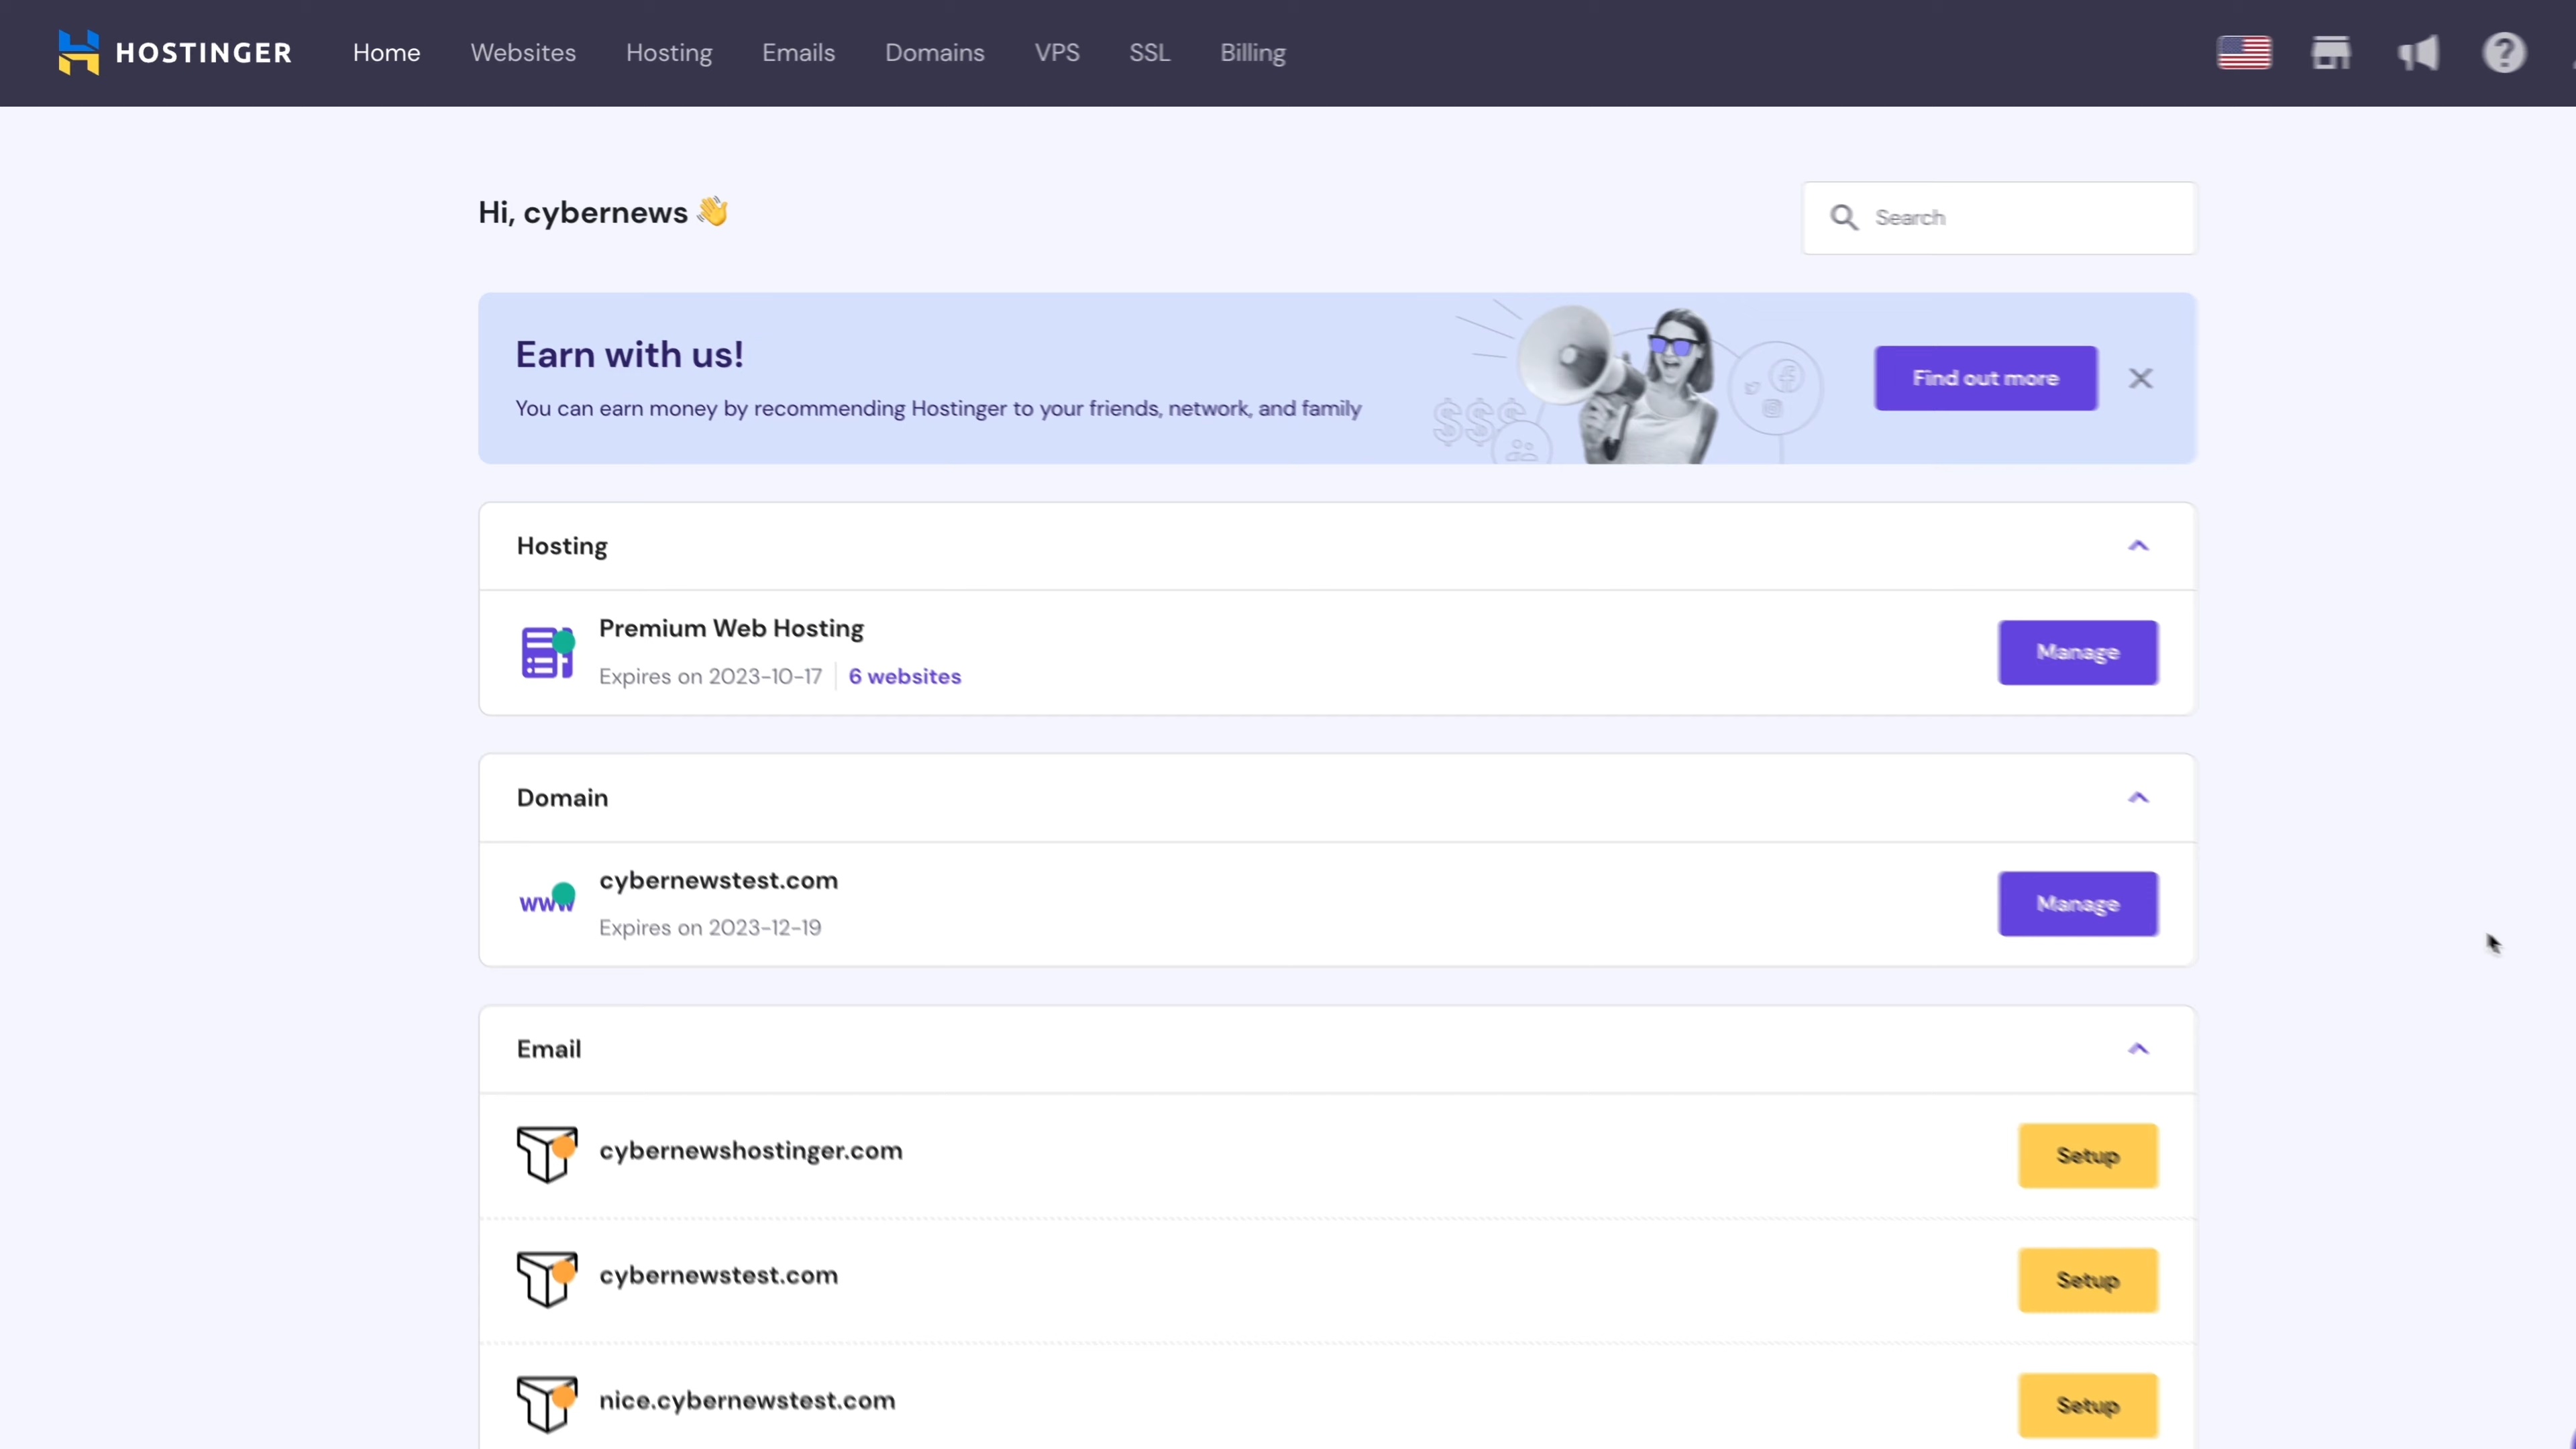 HOSTINGER Home Websites Hosting Emails Domains VPS SSL Billing
Hi, cybernews 👋
Search
Earn with us!
You can earn money by recommending Hostinger to your friends, network, and family
$$$
Find out more
Hosting
Premium Web Hosting
Expires on 2023-10-17 6 websites
Manage
Domain
www
cybernewstest.com
Expires on 2023-12-19
Manage
Email
cybernewshostinger.com
Setup
cybernewstest.com
Setup
nice.cybernewstest.com
Setup